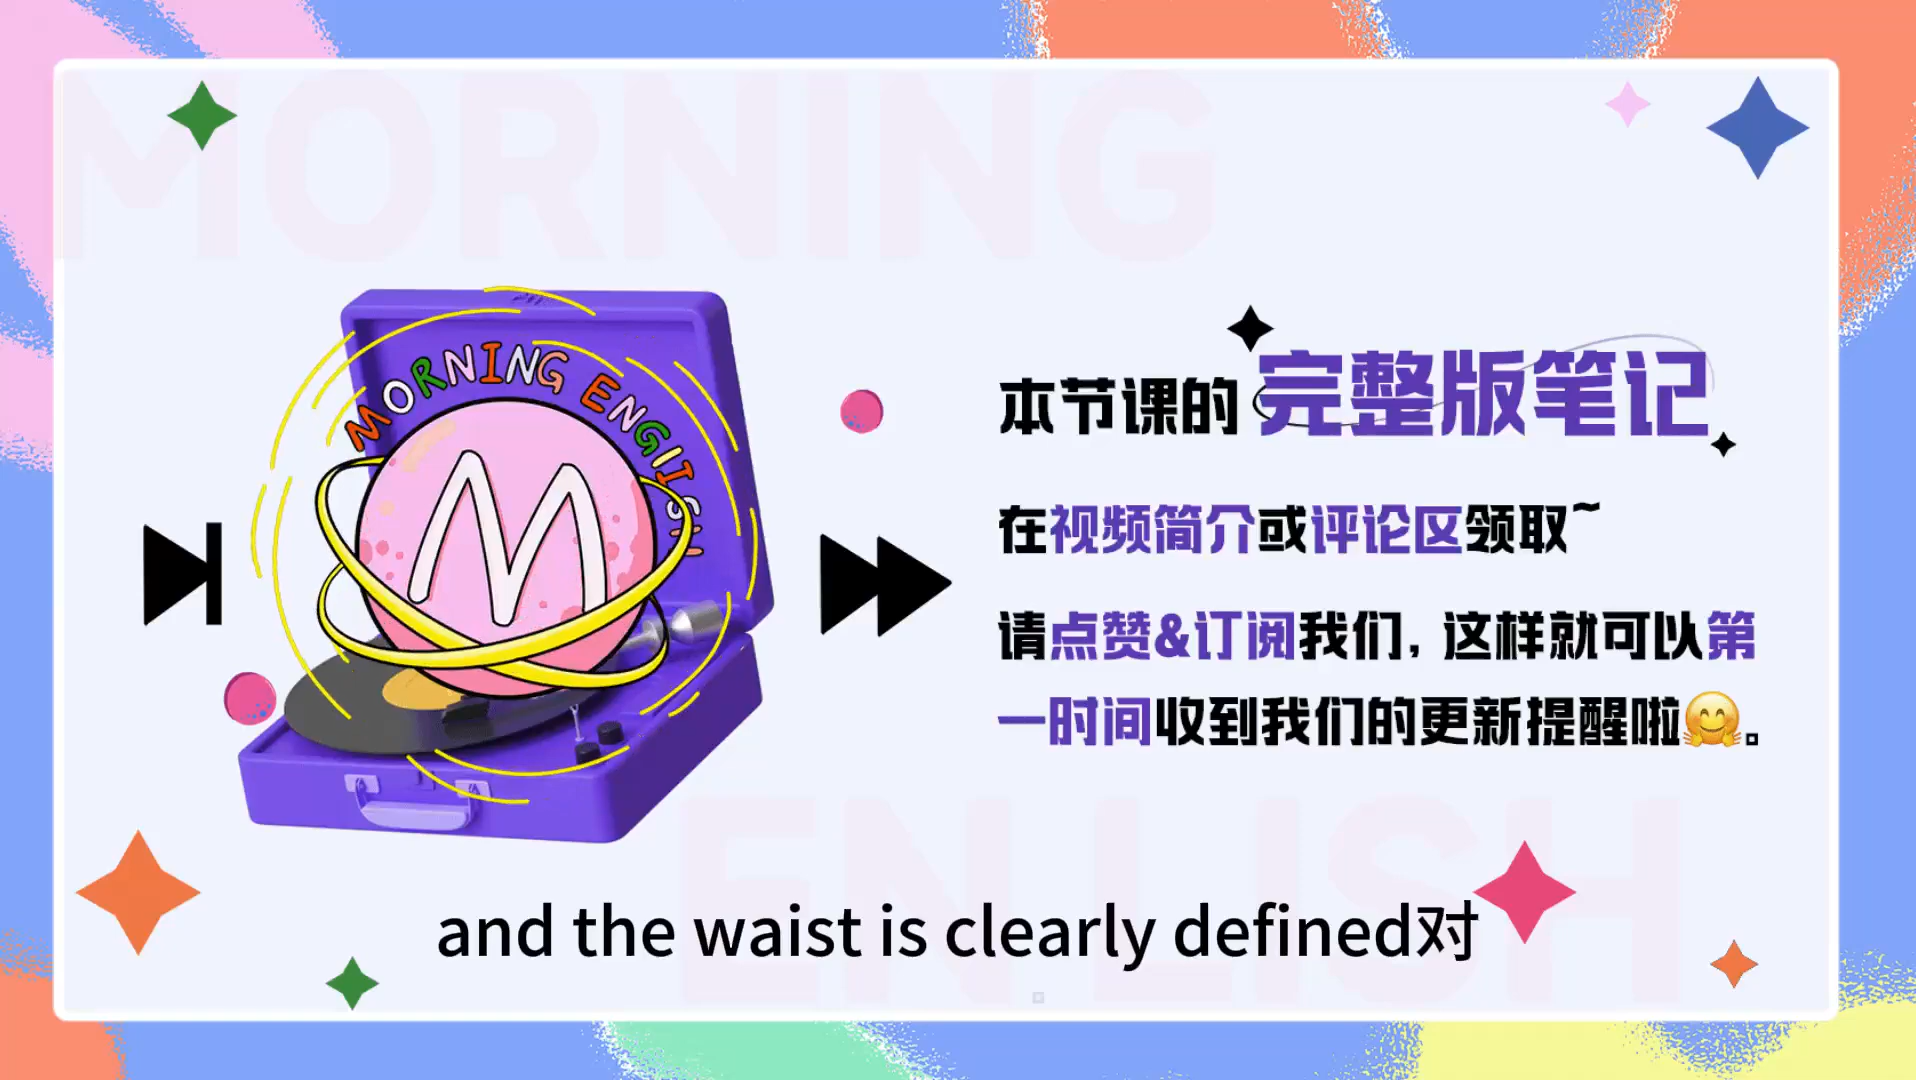 MORNING
MORNING ENGLISH
M
本节课的 完整版笔记
在视频简介或评论区领取~
请点赞&订阅我们，这样就可以第
一时间收到我们的更新提醒啦🤗。
ENGLISH
and the waist is clearly defined对